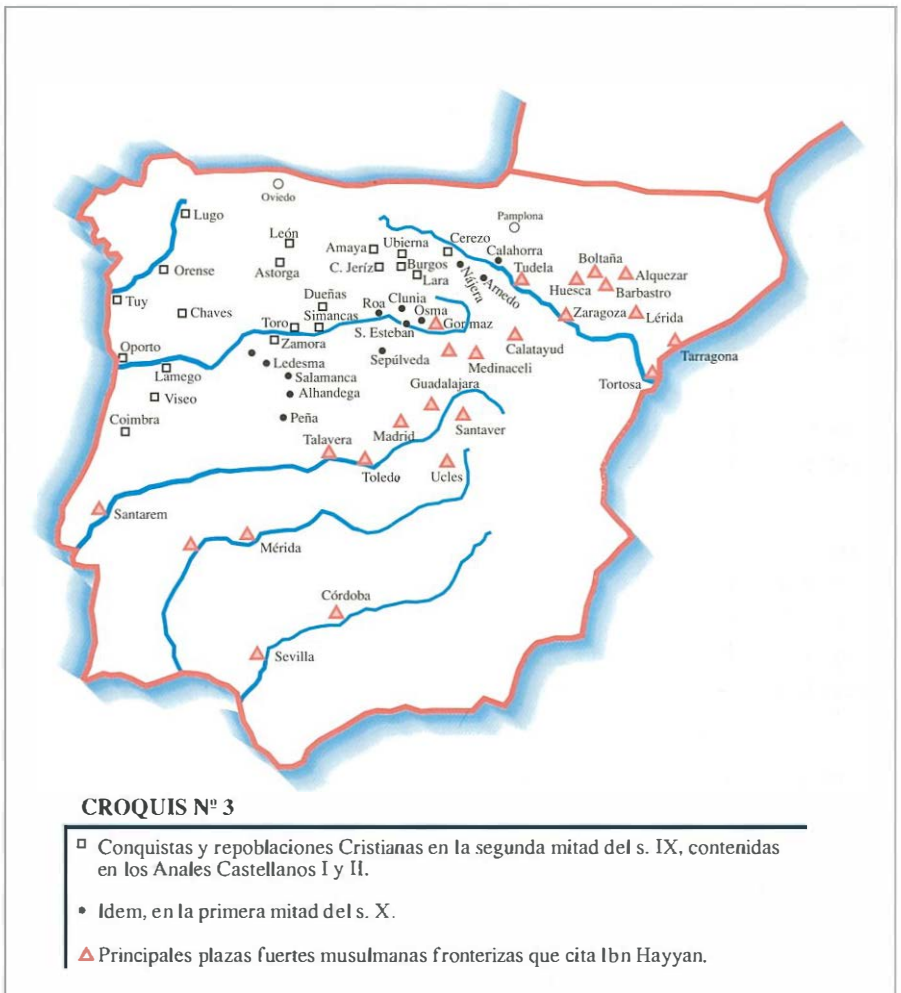 Oviedo
Lugo
León
Pamplona
Amaya
Ubierna
Cerezo
Calahorra
Orense
Astorga
C. Jeríz
Burgos
Lara
Nájera
Arnedo
Tudela
Boltaña
Huesca
Alquezar
Barbastro
Tuy
Chaves
Dueñas
Simancas
Toro
Roa
Clunia
Osma
Gormaz
S. Esteban
Zaragoza
Lérida
Zamora
Oporto
Lamego
Viseo
Coimbra
Ledesma
Salamanca
Alhandega
Peña
Sepúlveda
Calatayud
Medinaceli
Tarragona
Tortosa
Guadalajara
Madrid
Santaver
Talavera
Toledo
Ucles
Santarem
Mérida
Córdoba
Sevilla
CROQUIS Nº 3
Conquistas y repoblaciones Cristianas en la segunda mitad del s. IX, contenidas
en los Anales Castellanos I y II.
Idem, en la primera mitad del s. X.
Principales plazas fuertes musulmanas fronterizas que cita Ibn Hayyan.